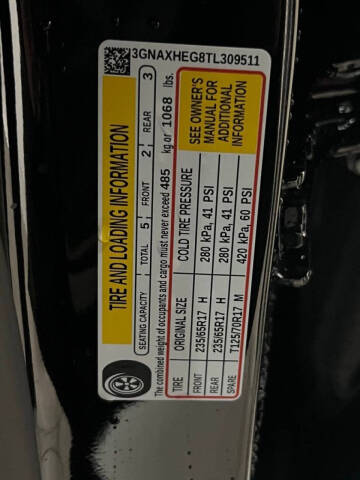 3GNAXHEG8TL309511
TIRE AND LOADING INFORMATION
SEATING CAPACITY TOTAL 5 FRONT 2 REAR 3
The combined weight of occupants and cargo must never exceed 485 kg or 1068 lbs.
TIRE ORIGINAL SIZE COLD TIRE PRESSURE
FRONT 235/65R17 H 280 kPa, 41 PSI
REAR 235/65R17 H 280 kPa, 41 PSI
SPARE T125/70R17 M 420 kPa, 60 PSI
SEE OWNER'S
MANUAL FOR
ADDITIONAL
INFORMATION